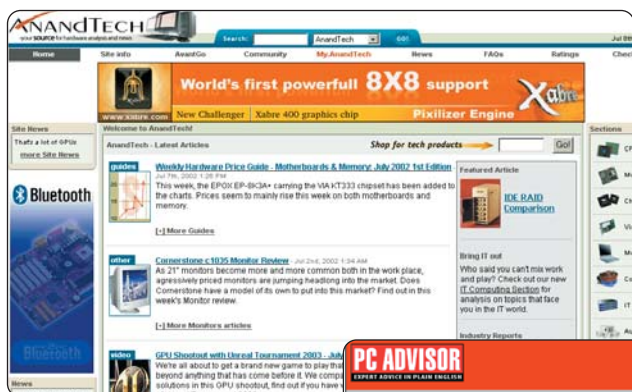 ANANDTECH
your SOURCE for hardware analysis and news
Search: AnandTech GO!
Jul 8th
Home Site info AvantGo Community My.AnandTech News FAQs Ratings Chec
World's first powerfull 8X8 support
Xabre
www.xabre.com New Challenger Xabre 400 graphics chip Pixilizer Engine
Site News
Thats a lot of GPUs
more Site News
Bluetooth
Bluetooth
News
Welcome to AnandTech!
AnandTech - Latest Articles Shop for tech products Go!
guides
Weekly Hardware Price Guide - Motherboards & Memory: July 2002 1st Edition
Jul 7th, 2002 1:26 PM
This week, the EPOX EP-8K3A+ carrying the VIA KT333 chipset has been added to
the charts. Prices seem to mainly rise this week on both motherboards and
memory.
[+] More Guides
other
Cornerstone c1035 Monitor Review - Jul 2nd, 2002 1:34 AM
As 21" monitors become more and more common both in the work place,
agressively priced monitors are jumping headlong into the market. Does
Cornerstone have a model of its own to put into this market? Find out in this
week's Monitor review.
[+] More Monitors articles
video
GPU Shootout with Unreal Tournament 2003 - July
We're all about to get a brand new game to play that
beyond anything that has come before it. We compa
solutions in this GPU shootout, find out if you have w
Featured Article
IDE RAID
Comparison
Bring IT out
Who said you can't mix work
and play? Check out our new
IT Computing Section for
analysis on topics that face
you in the IT world.
Industry Reports
Sections
CP
Mo
Ch
Vi
Mo
Ca
IT
PC ADVISOR
EXPERT ADVICE IN PLAIN ENGLISH